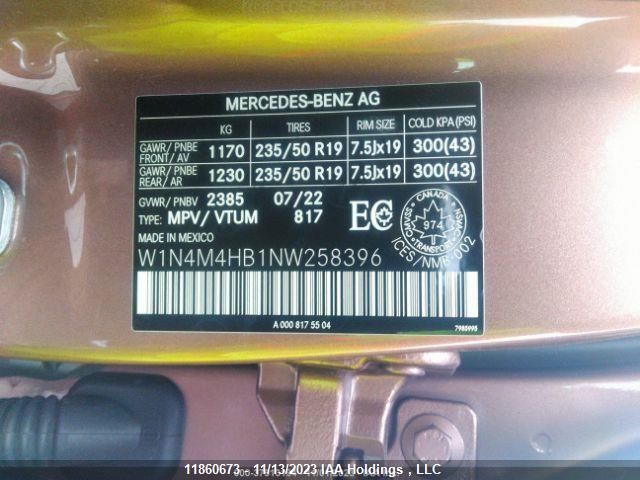 MERCEDES-BENZ AG
KG TIRES RIM SIZE COLD KPA(PSI)
GAWR/ PNBE FRONT/ AV 1170 235/50 R19 7.5Jx19 300(43)
GAWR/ PNBE REAR/ AR 1230 235/50 R19 7.5Jx19 300(43)
GVWR/ PNBV 2385 07/22
TYPE: MPV/ VTUM 817
EC
CANADA
974
TRANSPORT
ICES/NMB-002
MADE IN MEXICO
W1N4M4HB1NW258396
A 000 817 55 04
7985995
11860673 - 11/13/2023 IAA Holdings , LLC